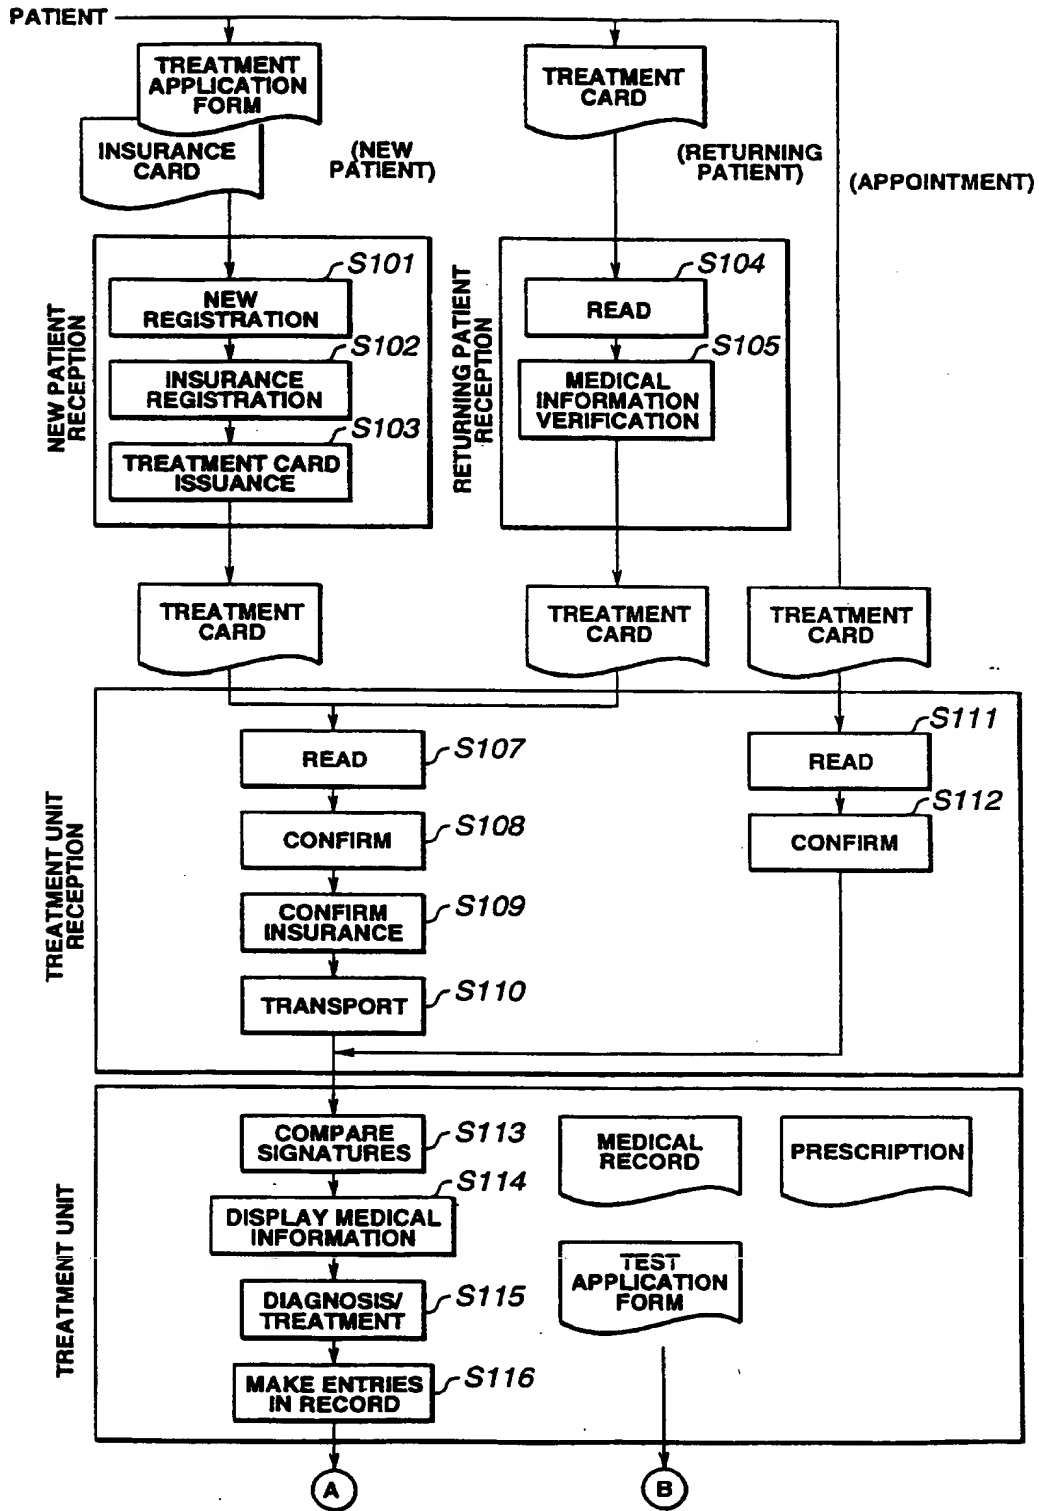 PATIENT
TREATMENT
APPLICATION
FORM
INSURANCE
CARD
(NEW
PATIENT)
TREATMENT
CARD
(RETURNING
PATIENT)
(APPOINTMENT)
NEW PATIENT
RECEPTION
S101
NEW
REGISTRATION
S102
INSURANCE
REGISTRATION
S103
TREATMENT CARD
ISSUANCE
RETURNING PATIENT
RECEPTION
S104
READ
S105
MEDICAL
INFORMATION
VERIFICATION
TREATMENT
CARD
TREATMENT
CARD
TREATMENT
CARD
TREATMENT UNIT
RECEPTION
READ
S107
CONFIRM
S108
CONFIRM
INSURANCE
S109
TRANSPORT
S110
S111
READ
S112
CONFIRM
TREATMENT UNIT
COMPARE
SIGNATURES
S113
S114
DISPLAY MEDICAL
INFORMATION
DIAGNOSIS/
TREATMENT
S115
MAKE ENTRIES
IN RECORD
S116
MEDICAL
RECORD
PRESCRIPTION
TEST
APPLICATION
FORM
A
B